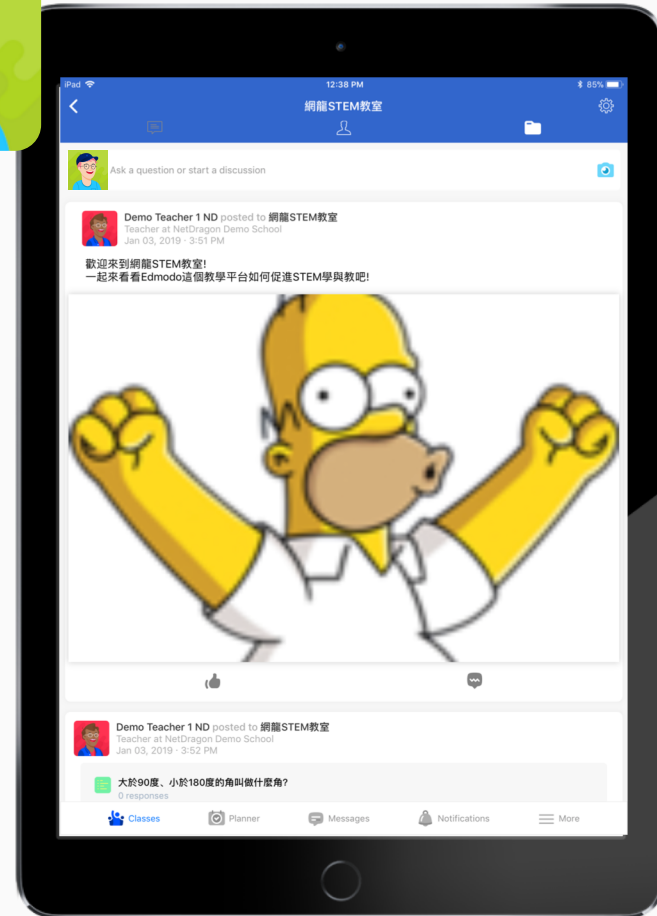 iPad
12:38 PM
85%
網龍STEM教室
Ask a question or start a discussion
Demo Teacher 1 ND posted to 網龍STEM教室
Teacher at NetDragon Demo School
Jan 03, 2019 · 3:51 PM
歡迎來到網龍STEM教室!
一起來看看Edmodo這個教學平台如何促進STEM學與教吧!
Demo Teacher 1 ND posted to 網龍STEM教室
Teacher at NetDragon Demo School
Jan 03, 2019 · 3:52 PM
大於90度、小於180度的角叫做什麼角?
0 responses
Classes
Planner
Messages
Notifications
More